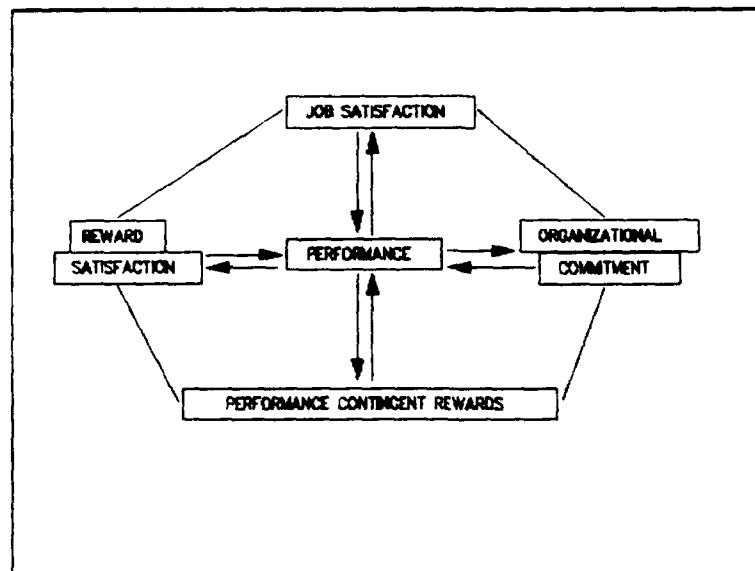 JOB SATISFACTION
REWARD
SATISFACTION
PERFORMANCE
ORGANIZATIONAL
COMMITMENT
PERFORMANCE CONTINGENT REWARDS